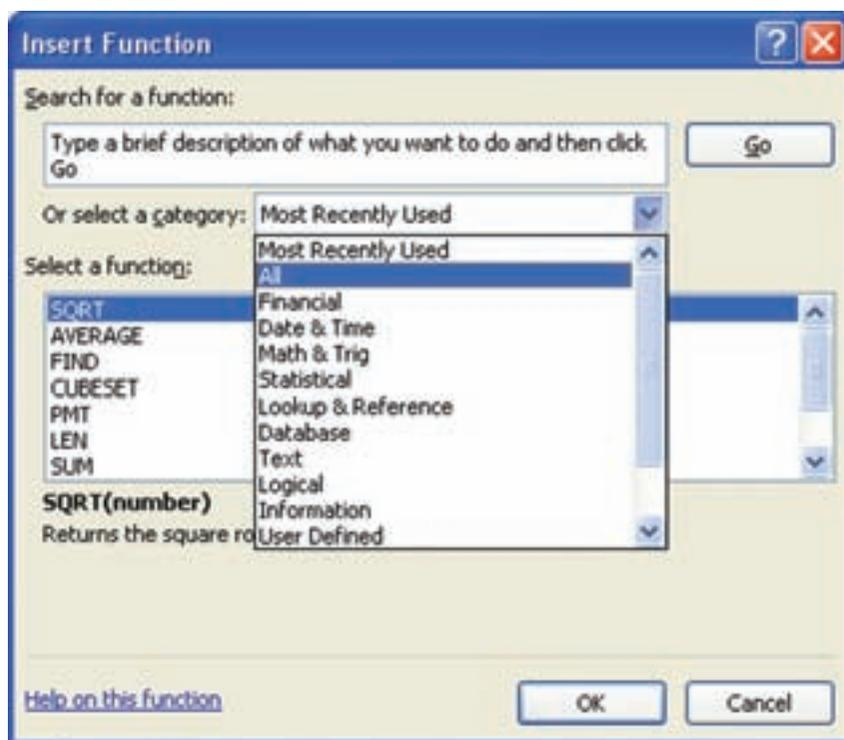 Insert Function
Search for a function:
Type a brief description of what you want to do and then click
Go
Go
Or select a category: Most Recently Used
Most Recently Used
Select a function:
All
Financial
Date & Time
Math & Trig
Statistical
Lookup & Reference
Database
Text
Logical
Information
User Defined
SQRT
AVERAGE
FIND
CUBESET
PMT
LEN
SUM
SQRT(number)
Returns the square ro
Help on this function
OK
Cancel